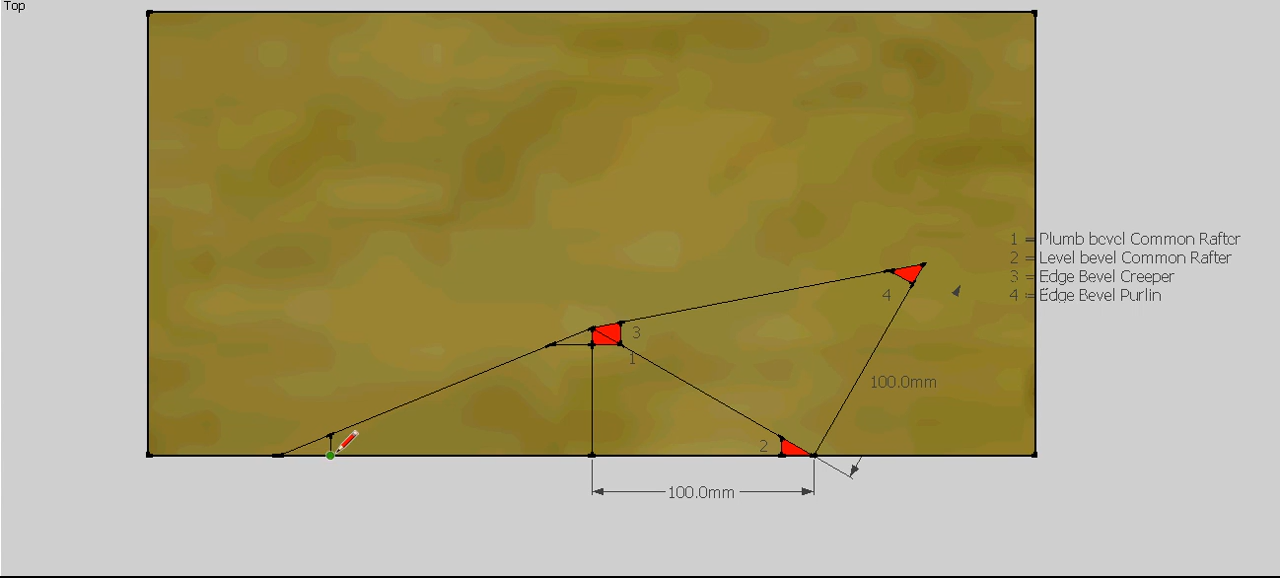 Top
1 = Plumb bevel Common Rafter
2 = Level bevel Common Rafter
3 = Edge Bevel Creeper
4 = Edge Bevel Purlin
4
3
1
100.0mm
2
100.0mm